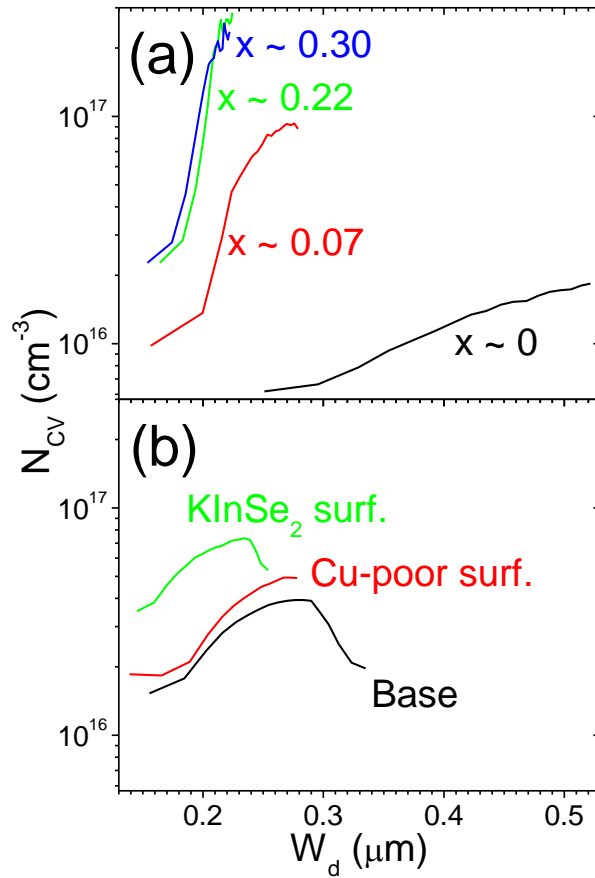 (a)
x ~ 0.30
x ~ 0.22
x ~ 0.07
x ~ 0
10^17
10^16
N_CV (cm^-3)
(b)
KInSe_2 surf.
Cu-poor surf.
Base
10^17
10^16
0.2 0.3 0.4 0.5
W_d (μm)